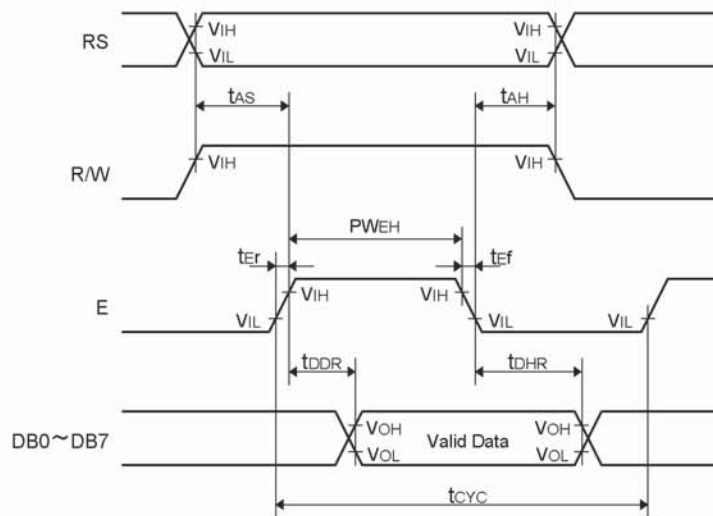 RS
VIH
VIH
VIL
VIL
tAS
tAH
R/W
VIH
VIH
PWEH
tEr
tEf
E
VIH
VIH
VIL
VIL
VIL
tDDR
tDHR
DB0～DB7
VOH
Valid Data
VOH
VOL
VOL
tCYC